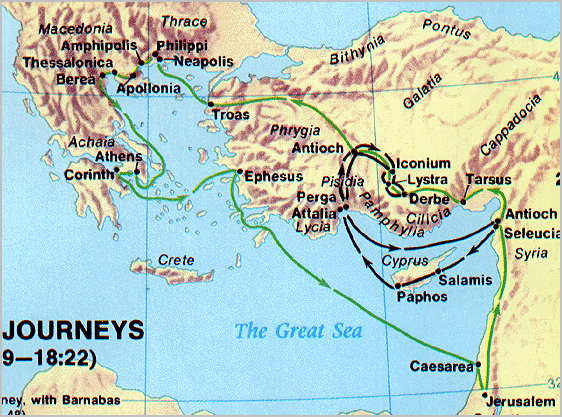 Macedonia
Thrace
Pontus
Amphipolis
Philippi
Bithynia
Thessalonica
Neapolis
Berea
Apollonia
Galatia
Troas
Cappadocia
Phrygia
Achaia
Antioch
Athens
Iconium
Corinth
Ephesus
Pisidia
Lystra
Tarsus
Perga
Derbe
Attalia
Pamphylia
Cilicia
Antioch
Lycia
Seleucia
Crete
Cyprus
Syria
Salamis
Paphos
JOURNEYS
The Great Sea
9—18:22)
Caesarea
32
ney, with Barnabas
Jerusalem
48)